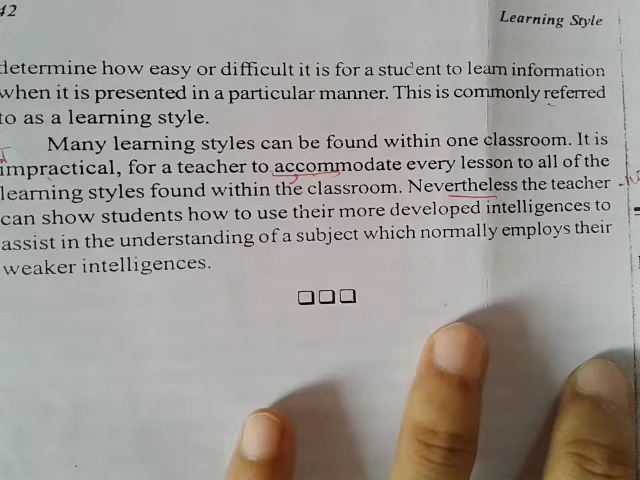 42
Learning Style
determine how easy or difficult it is for a student to learn information
when it is presented in a particular manner. This is commonly referred
to as a learning style.
Many learning styles can be found within one classroom. It is
impractical, for a teacher to accommodate every lesson to all of the
learning styles found within the classroom. Nevertheless the teacher
can show students how to use their more developed intelligences to
assist in the understanding of a subject which normally employs their
weaker intelligences.